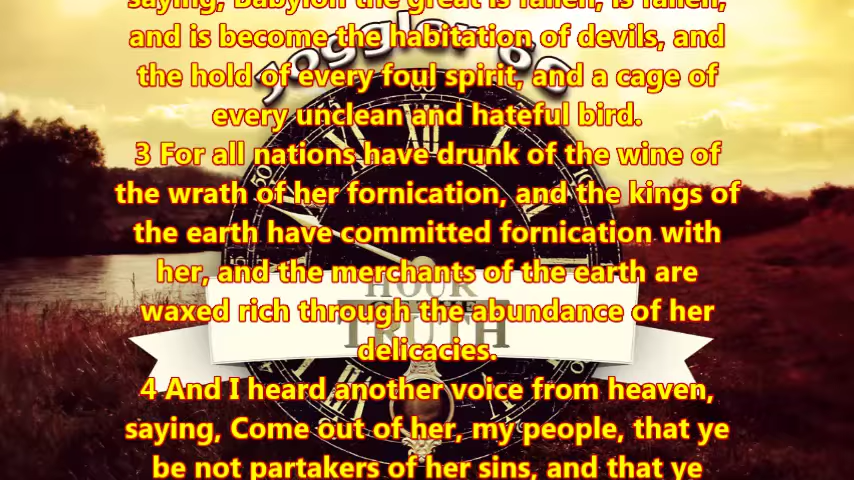 saying, Babylon the great is fallen, is fallen,
and is become the habitation of devils, and
the hold of every foul spirit, and a cage of
every unclean and hateful bird.
3 For all nations have drunk of the wine of
the wrath of her fornication, and the kings of
the earth have committed fornication with
her, and the merchants of the earth are
waxed rich through the abundance of her
delicacies.
4 And I heard another voice from heaven,
saying, Come out of her, my people, that ye
be not partakers of her sins, and that ye
Joggler66
HOUR
TRUTH